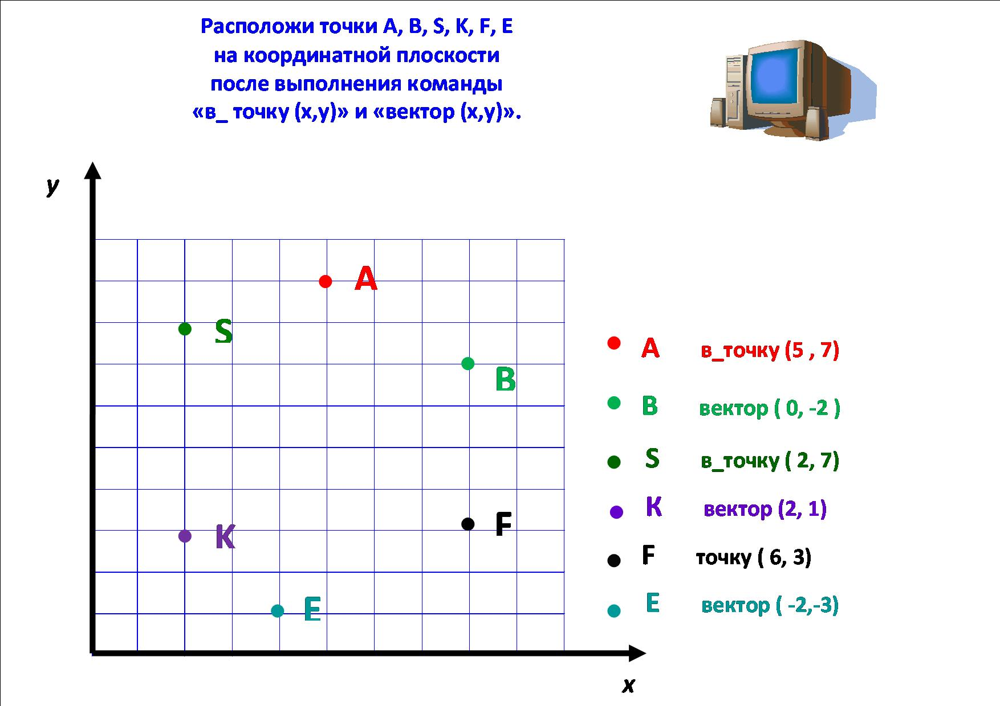 Расположи точки A, B, S, K, F, E
на координатной плоскости
после выполнения команды
«в_ точку (x,y)» и «вектор (x,y)».
y
A
S
B
K
F
E
x
A в_точку (5 , 7)
B вектор ( 0, -2 )
S в_точку ( 2, 7)
K вектор (2, 1)
F точку ( 6, 3)
E вектор ( -2,-3)